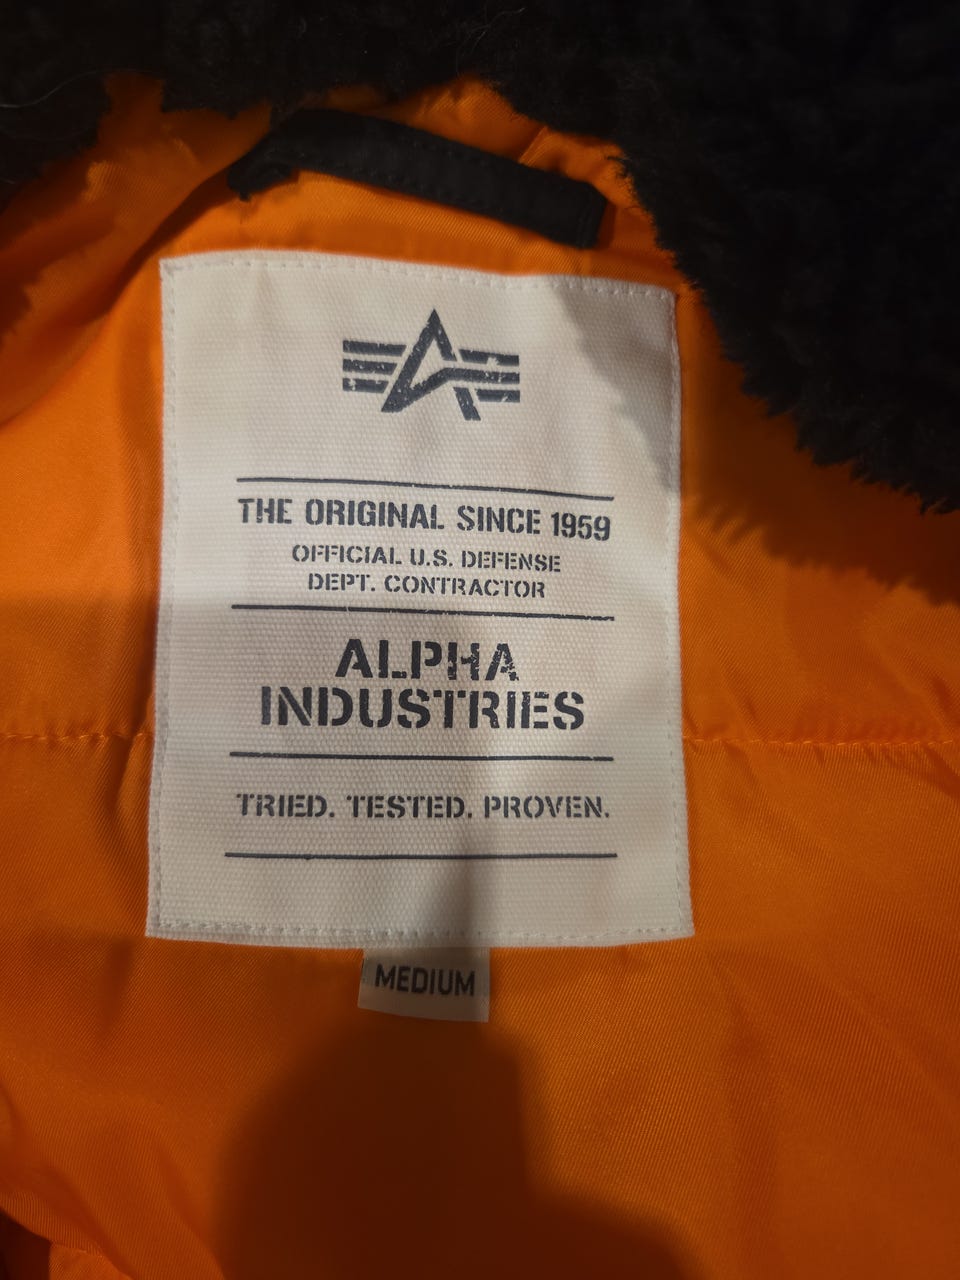 THE ORIGINAL SINCE 1959
OFFICIAL U.S. DEFENSE
DEPT. CONTRACTOR
ALPHA
INDUSTRIES
TRIED. TESTED. PROVEN.
MEDIUM